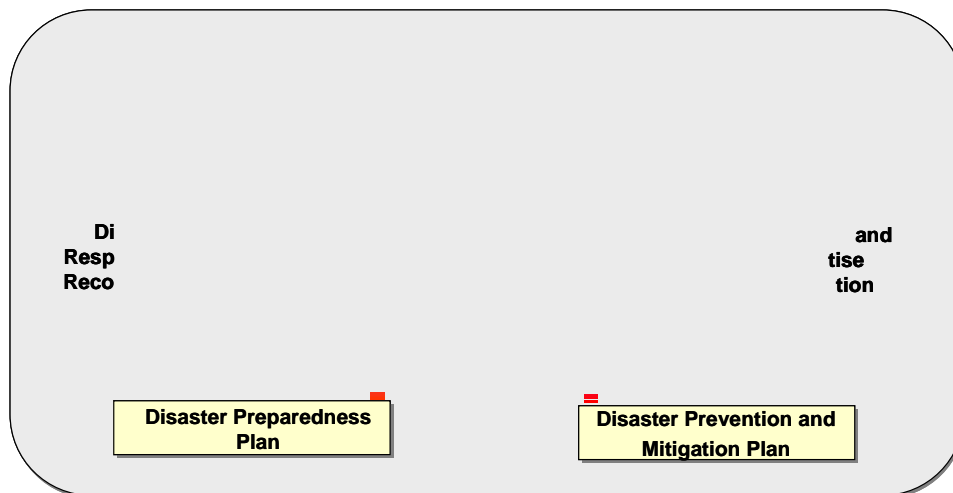 Di
Resp
Reco
and
tise
tion
Disaster Preparedness
Plan
Disaster Prevention and
Mitigation Plan